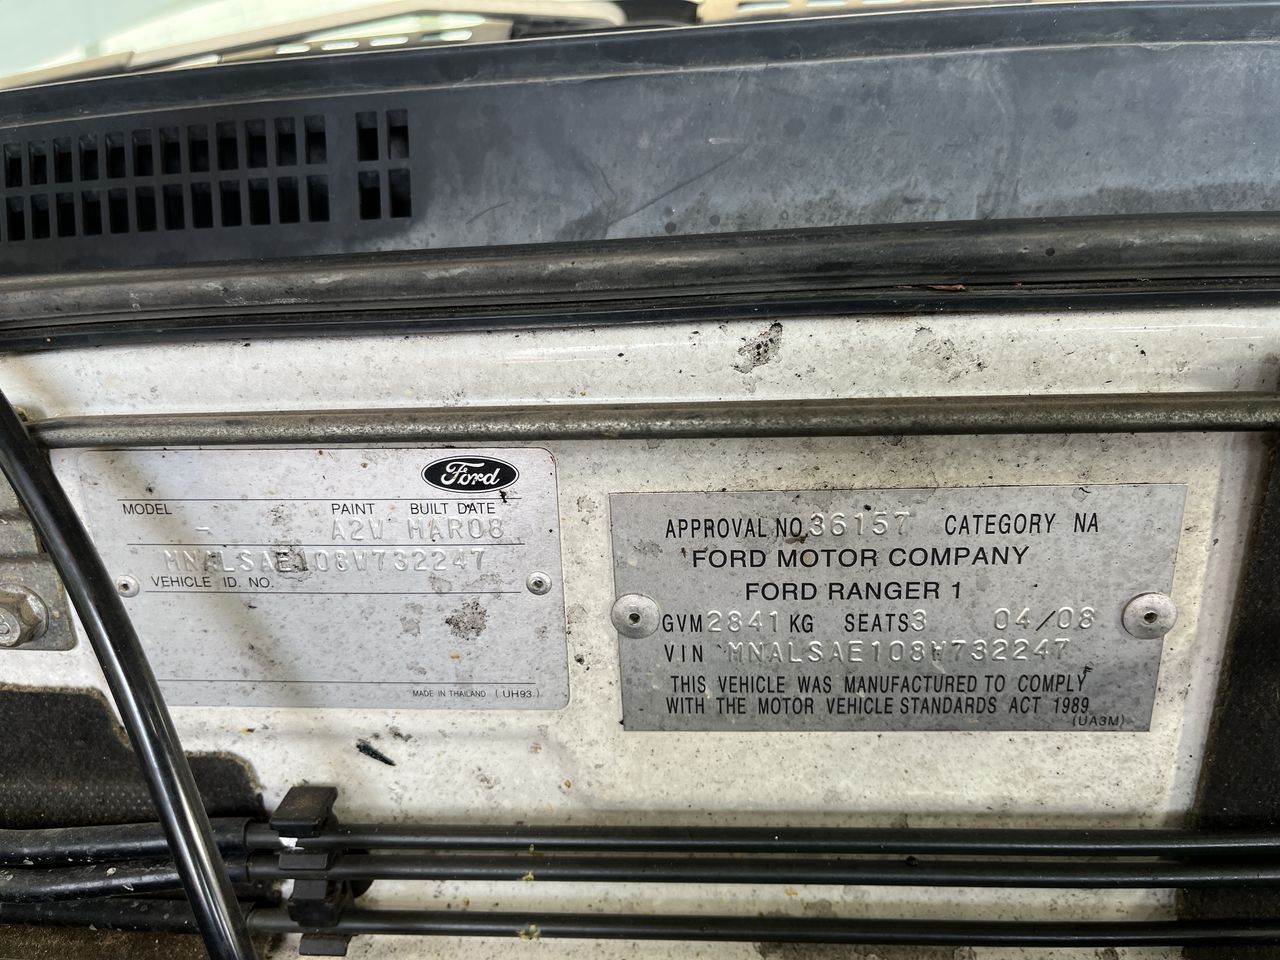 Ford
MODEL PAINT BUILT DATE
- A2W MAR08
MNALSAE108W732247
VEHICLE ID. NO.
MADE IN THAILAND (UH93)
APPROVAL NO. 36157 CATEGORY NA
FORD MOTOR COMPANY
FORD RANGER 1
GVM 2841 KG SEATS 3 04/08
VIN MNALSAE108W732247
THIS VEHICLE WAS MANUFACTURED TO COMPLY
WITH THE MOTOR VEHICLE STANDARDS ACT 1989
(UA3M)